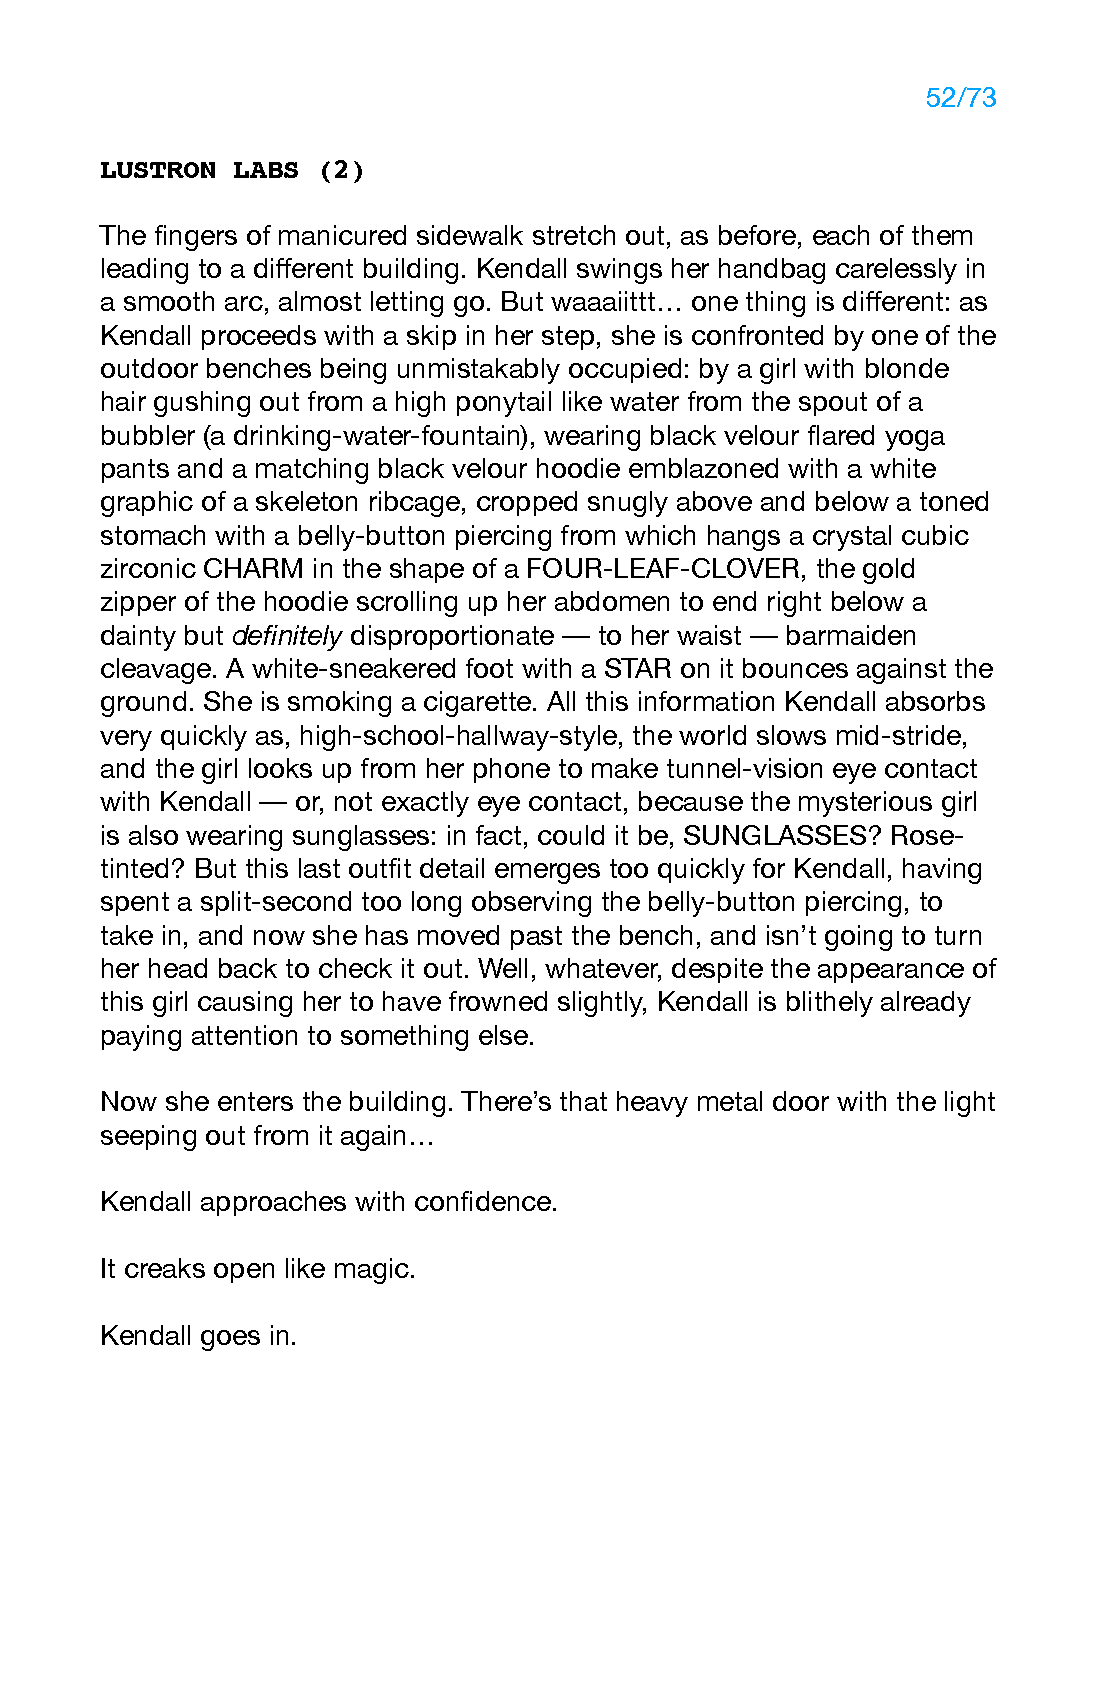 52/73
LUSTRON LABS (2)
The fingers of manicured sidewalk stretch out, as before, each of them
leading to a different building. Kendall swings her handbag carelessly in
a smooth arc, almost letting go. But waaaiittt… one thing is different: as
Kendall proceeds with a skip in her step, she is confronted by one of the
outdoor benches being unmistakably occupied: by a girl with blonde
hair gushing out from a high ponytail like water from the spout of a
bubbler (a drinking-water-fountain), wearing black velour flared yoga
pants and a matching black velour hoodie emblazoned with a white
graphic of a skeleton ribcage, cropped snugly above and below a toned
stomach with a belly-button piercing from which hangs a crystal cubic
zirconic CHARM in the shape of a FOUR-LEAF-CLOVER, the gold
zipper of the hoodie scrolling up her abdomen to end right below a
dainty but definitely disproportionate — to her waist — barmaiden
cleavage. A white-sneakered foot with a STAR on it bounces against the
ground. She is smoking a cigarette. All this information Kendall absorbs
very quickly as, high-school-hallway-style, the world slows mid-stride,
and the girl looks up from her phone to make tunnel-vision eye contact
with Kendall — or, not exactly eye contact, because the mysterious girl
is also wearing sunglasses: in fact, could it be, SUNGLASSES? Rose-
tinted? But this last outfit detail emerges too quickly for Kendall, having
spent a split-second too long observing the belly-button piercing, to
take in, and now she has moved past the bench, and isn’t going to turn
her head back to check it out. Well, whatever, despite the appearance of
this girl causing her to have frowned slightly, Kendall is blithely already
paying attention to something else.
Now she enters the building. There’s that heavy metal door with the light
seeping out from it again…
Kendall approaches with confidence.
It creaks open like magic.
Kendall goes in.